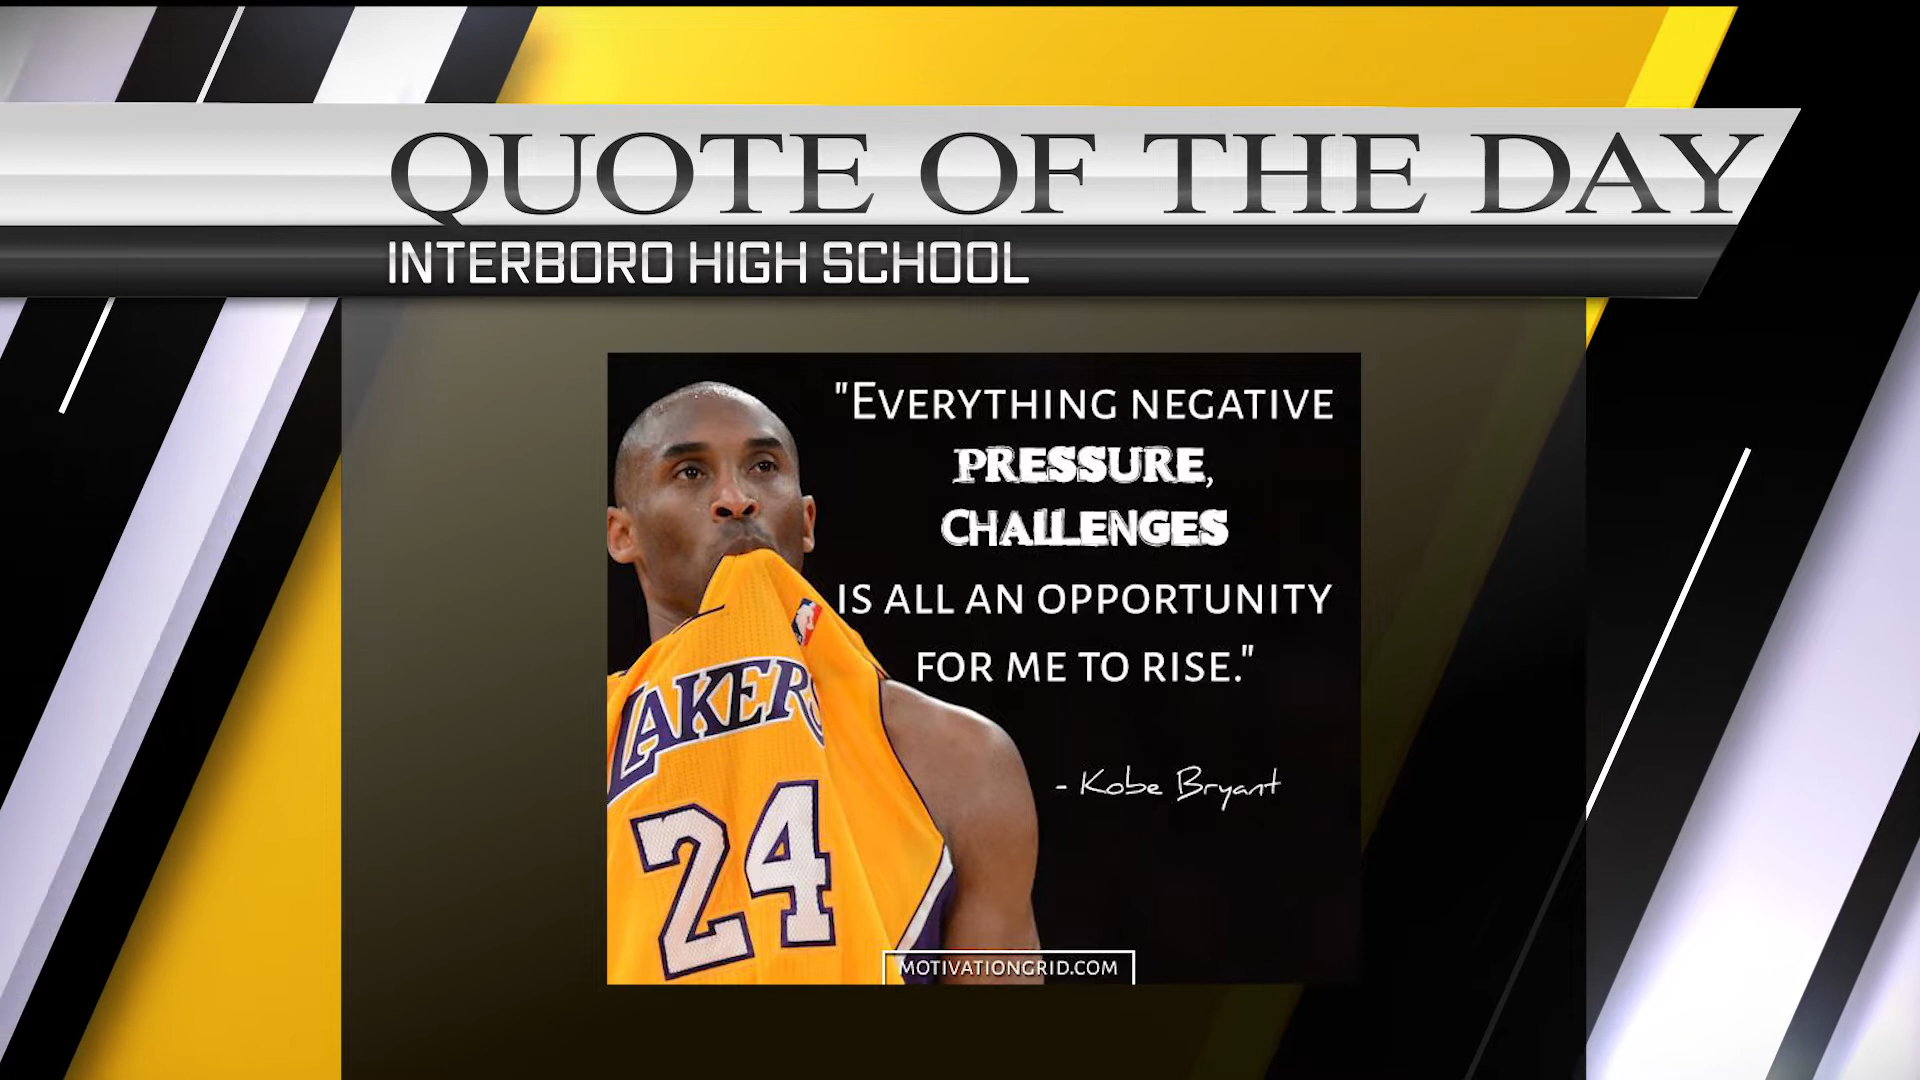 QUOTE OF THE DAY
INTERBORO HIGH SCHOOL
"EVERYTHING NEGATIVE
PRESSURE,
CHALLENGES
IS ALL AN OPPORTUNITY
FOR ME TO RISE."
- Kobe Bryant
LAKERS
24
MOTIVATIONGRID.COM